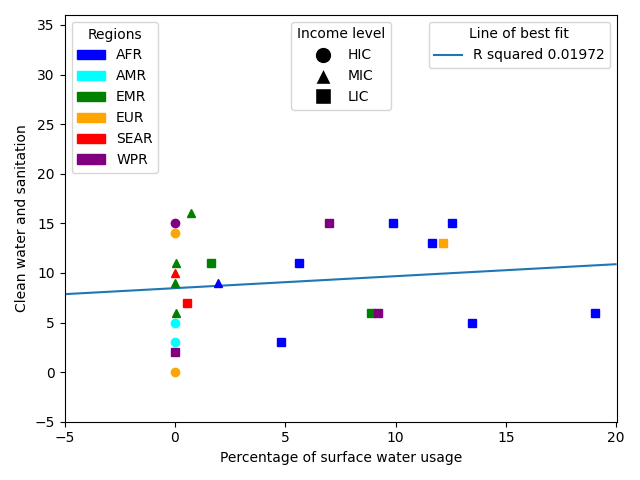 Regions
AFR
AMR
EMR
EUR
SEAR
WPR
Income level
HIC
MIC
LIC
Line of best fit
R squared 0.01972
Clean water and sanitation
35
30
25
20
15
10
5
0
−5
−5
0
5
10
15
20
Percentage of surface water usage